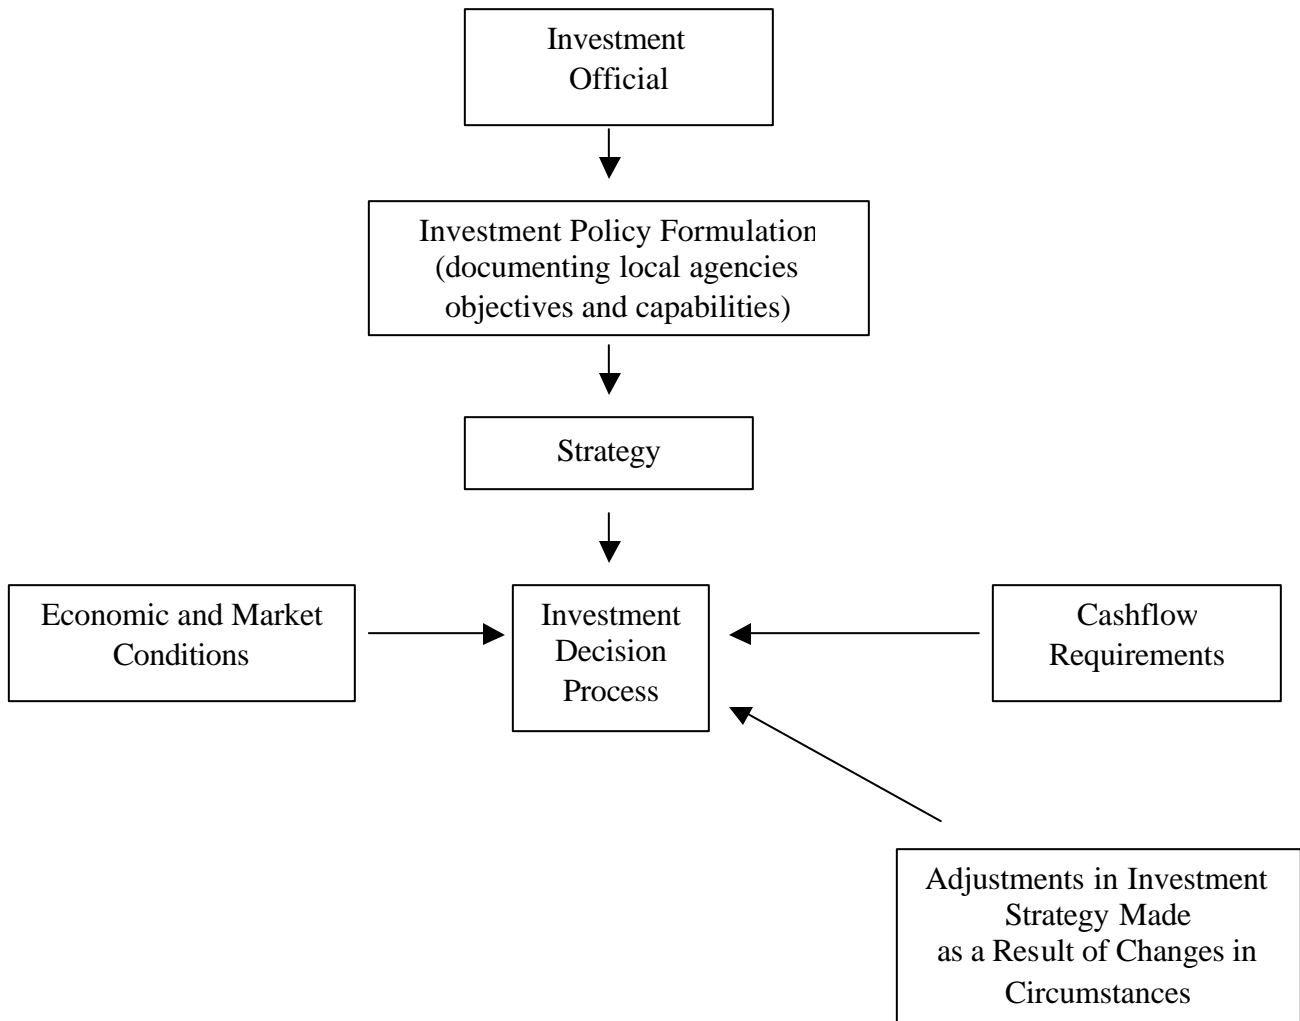 Investment
Official
Investment Policy Formulation
(documenting local agencies
objectives and capabilities)
Strategy
Economic and Market
Conditions
Investment
Decision
Process
Cashflow
Requirements
Adjustments in Investment
Strategy Made
as a Result of Changes in
Circumstances